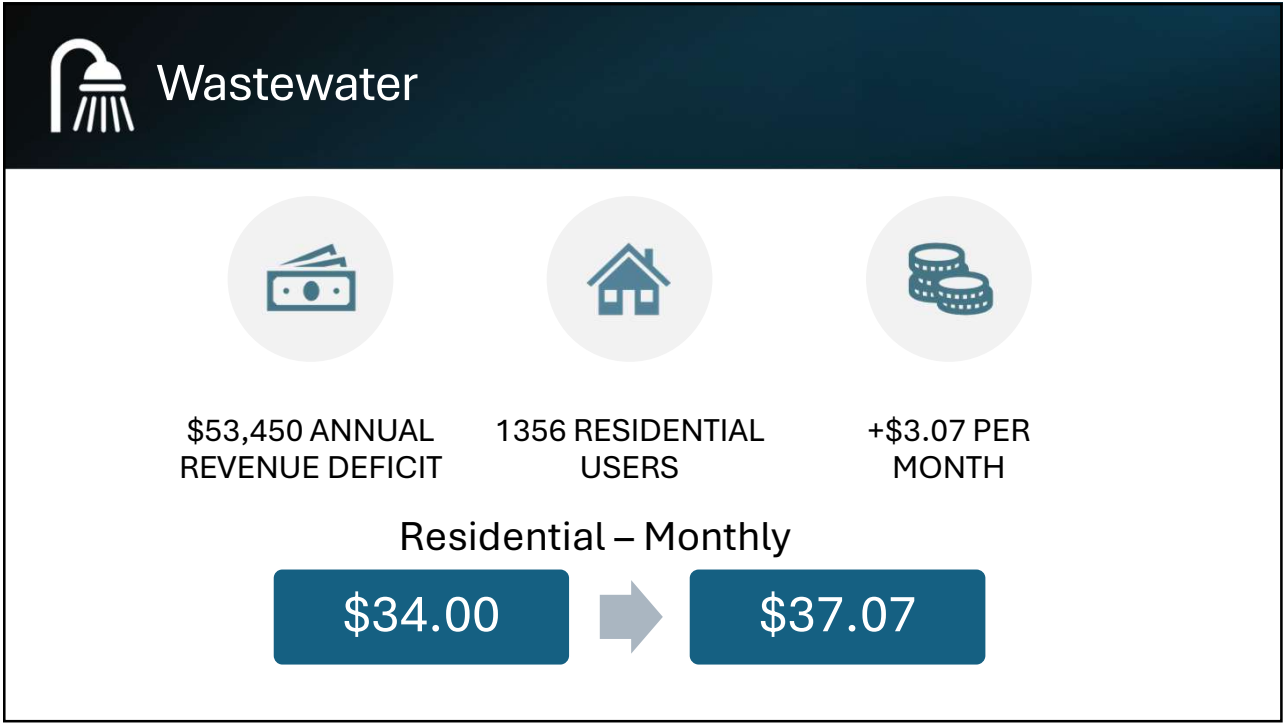 Wastewater
$53,450 ANNUAL
REVENUE DEFICIT
1356 RESIDENTIAL
USERS
+$3.07 PER
MONTH
Residential – Monthly
$34.00
$37.07